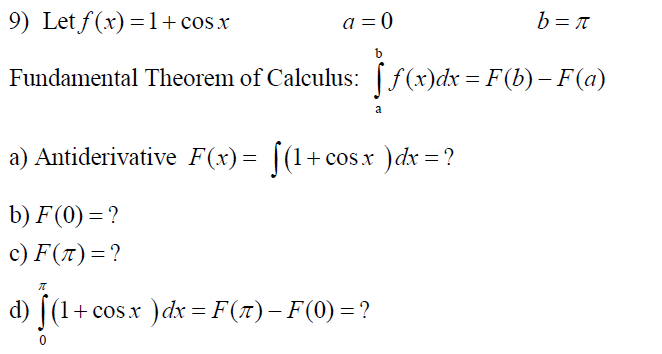 9) Let f(x) = 1 + cos x a = 0 b = π
Fundamental Theorem of Calculus: ∫ₐᵇ f(x)dx = F(b) – F(a)
a) Antiderivative F(x) = ∫(1 + cos x )dx = ?
b) F(0) = ?
c) F(π) = ?
d) ∫₀^π (1 + cos x )dx = F(π) – F(0) = ?